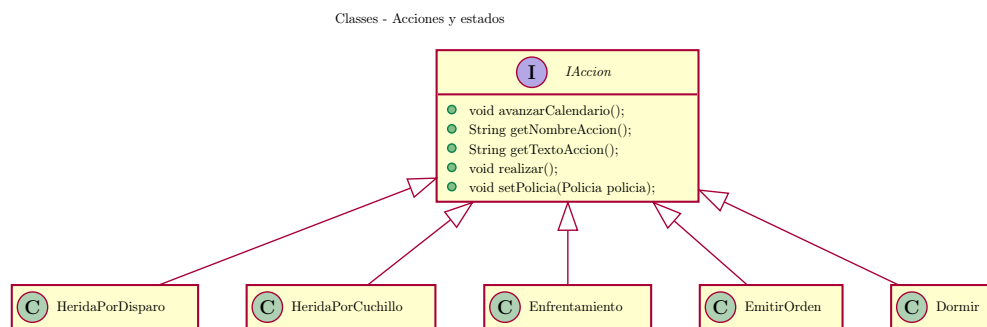 Classes - Acciones y estados
I IAccion
void avanzarCalendario();
String getNombreAccion();
String getTextoAccion();
void realizar();
void setPolicia(Policia policia);
C HeridaPorDisparo
C HeridaPorCuchillo
C Enfrentamiento
C EmitirOrden
C Dormir